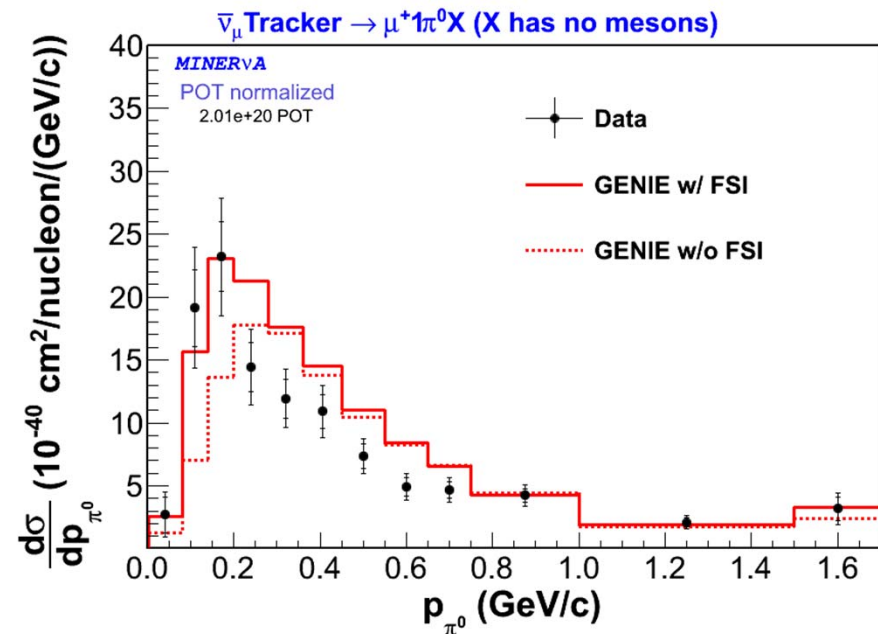 ν̄μTracker → μ⁺1π⁰X (X has no mesons)
MINERνA
POT normalized
2.01e+20 POT
Data
GENIE w/ FSI
GENIE w/o FSI
40
35
30
25
20
15
10
5
dσ/dpπ⁰ (10⁻⁴⁰ cm²/nucleon/(GeV/c))
0.0 0.2 0.4 0.6 0.8 1.0 1.2 1.4 1.6
pπ⁰ (GeV/c)